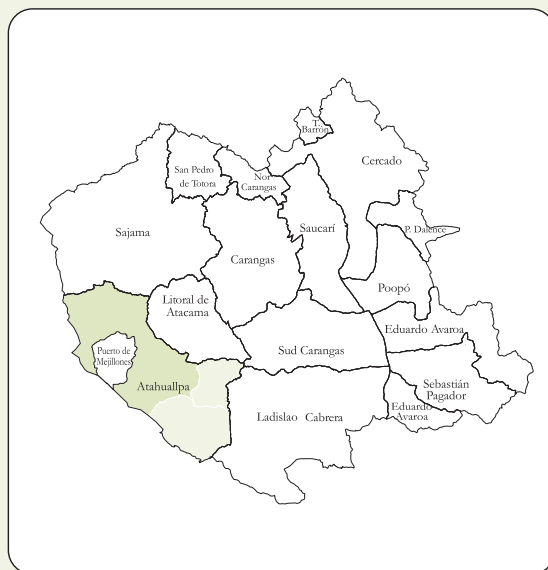 T.
Barrón
Cercado
San Pedro
de Totora
Nor
Carangas
Sajama
Saucarí
P. Dalence
Carangas
Poopó
Litoral de
Atacama
Eduardo Avaroa
Puerto de
Mejillones
Sud Carangas
Atahuallpa
Sebastián
Pagador
Ladislao Cabrera
Eduardo
Avaroa